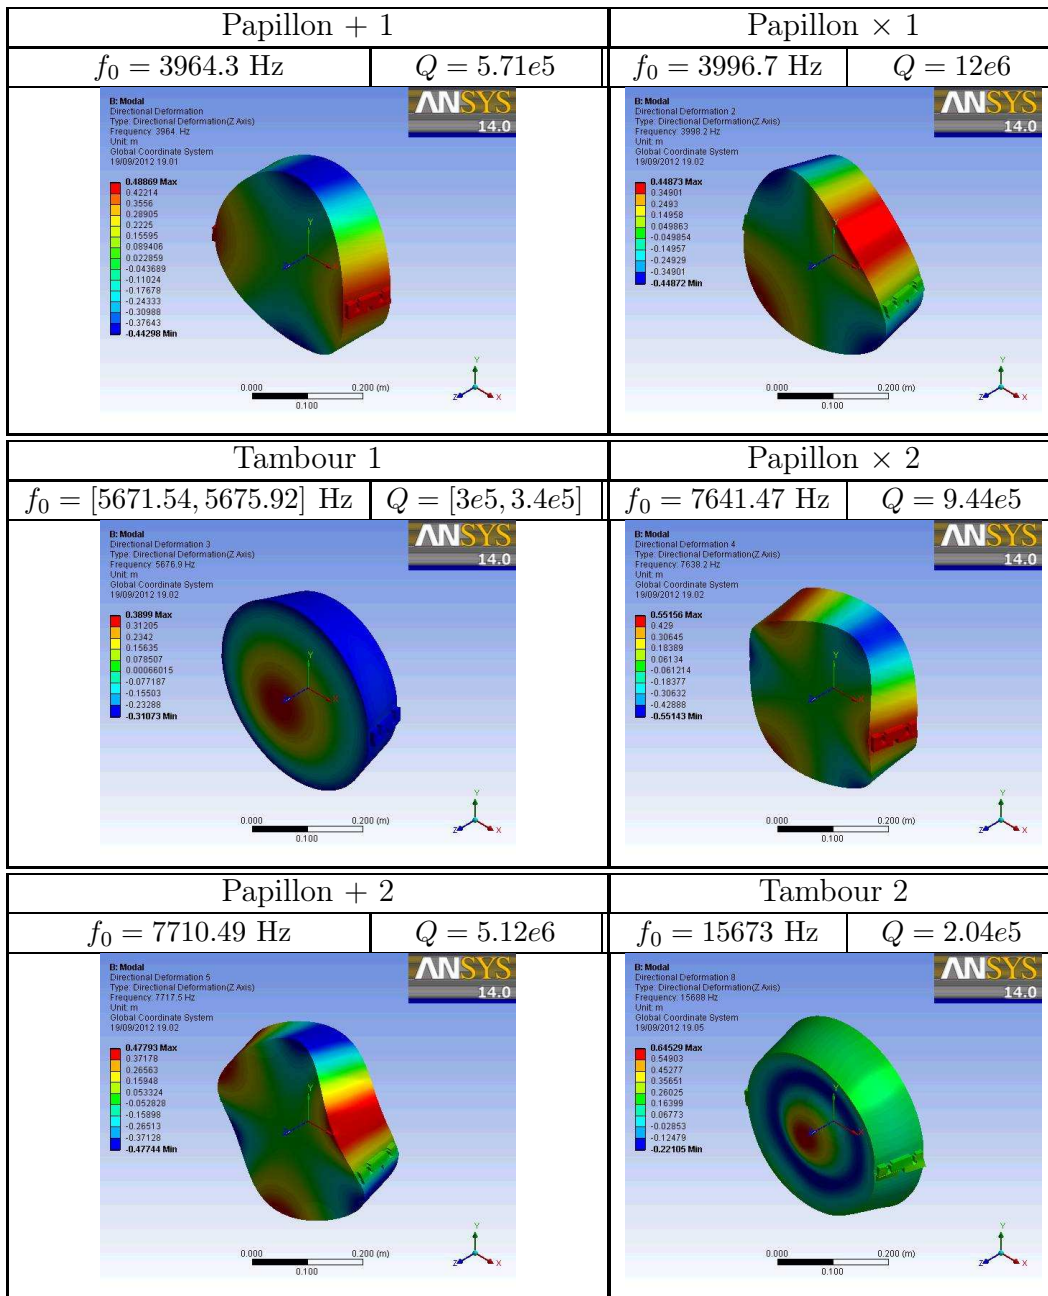 Papillon + 1
f₀ = 3964.3 Hz
Q = 5.71e5
B: Modal
Directional Deformation
Type: Directional Deformation(Z Axis)
Frequency: 3964. Hz
Unit: m
Global Coordinate System
19/09/2012 19.01
ANSYS
14.0
0.48869 Max
0.42214
0.3556
0.28905
0.2225
0.15595
0.089406
0.022859
-0.043689
-0.11024
-0.17678
-0.24333
-0.30988
-0.37643
-0.44298 Min
Y
Y
Z
X
0.000
0.200 (m)
0.100
Papillon × 1
f₀ = 3996.7 Hz
Q = 12e6
B: Modal
Directional Deformation 2
Type: Directional Deformation(Z Axis)
Frequency: 3998.2 Hz
Unit: m
Global Coordinate System
19/09/2012 19.02
ANSYS
14.0
0.44873 Max
0.34901
0.2493
0.14958
0.049863
-0.049854
-0.14957
-0.24929
-0.34901
-0.44872 Min
Y
Y
Z
X
0.000
0.200 (m)
0.100
Tambour 1
f₀ = [5671.54, 5675.92] Hz
Q = [3e5, 3.4e5]
B: Modal
Directional Deformation 3
Type: Directional Deformation(Z Axis)
Frequency: 5676.9 Hz
Unit: m
Global Coordinate System
19/09/2012 19.02
ANSYS
14.0
0.3899 Max
0.31205
0.2342
0.15635
0.078507
0.00066015
-0.077187
-0.15503
-0.23288
-0.31073 Min
Y
Y
Z
X
0.000
0.200 (m)
0.100
Papillon × 2
f₀ = 7641.47 Hz
Q = 9.44e5
B: Modal
Directional Deformation 4
Type: Directional Deformation(Z Axis)
Frequency: 7638.2 Hz
Unit: m
Global Coordinate System
19/09/2012 19.02
ANSYS
14.0
0.55156 Max
0.429
0.30645
0.18389
0.06134
-0.061214
-0.18377
-0.30632
-0.42888
-0.55143 Min
Y
Y
Z
X
0.000
0.200 (m)
0.100
Papillon + 2
f₀ = 7710.49 Hz
Q = 5.12e6
B: Modal
Directional Deformation 5
Type: Directional Deformation(Z Axis)
Frequency: 7717.5 Hz
Unit: m
Global Coordinate System
19/09/2012 19.02
ANSYS
14.0
0.47793 Max
0.37178
0.26563
0.15948
0.053324
-0.052828
-0.15898
-0.26513
-0.37128
-0.47744 Min
Y
Y
Z
X
0.000
0.200 (m)
0.100
Tambour 2
f₀ = 15673 Hz
Q = 2.04e5
B: Modal
Directional Deformation 8
Type: Directional Deformation(Z Axis)
Frequency: 15688 Hz
Unit: m
Global Coordinate System
19/09/2012 19.05
ANSYS
14.0
0.64529 Max
0.54903
0.45277
0.35651
0.26025
0.16399
0.06773
-0.02853
-0.12479
-0.22105 Min
Y
Y
Z
X
0.000
0.200 (m)
0.100